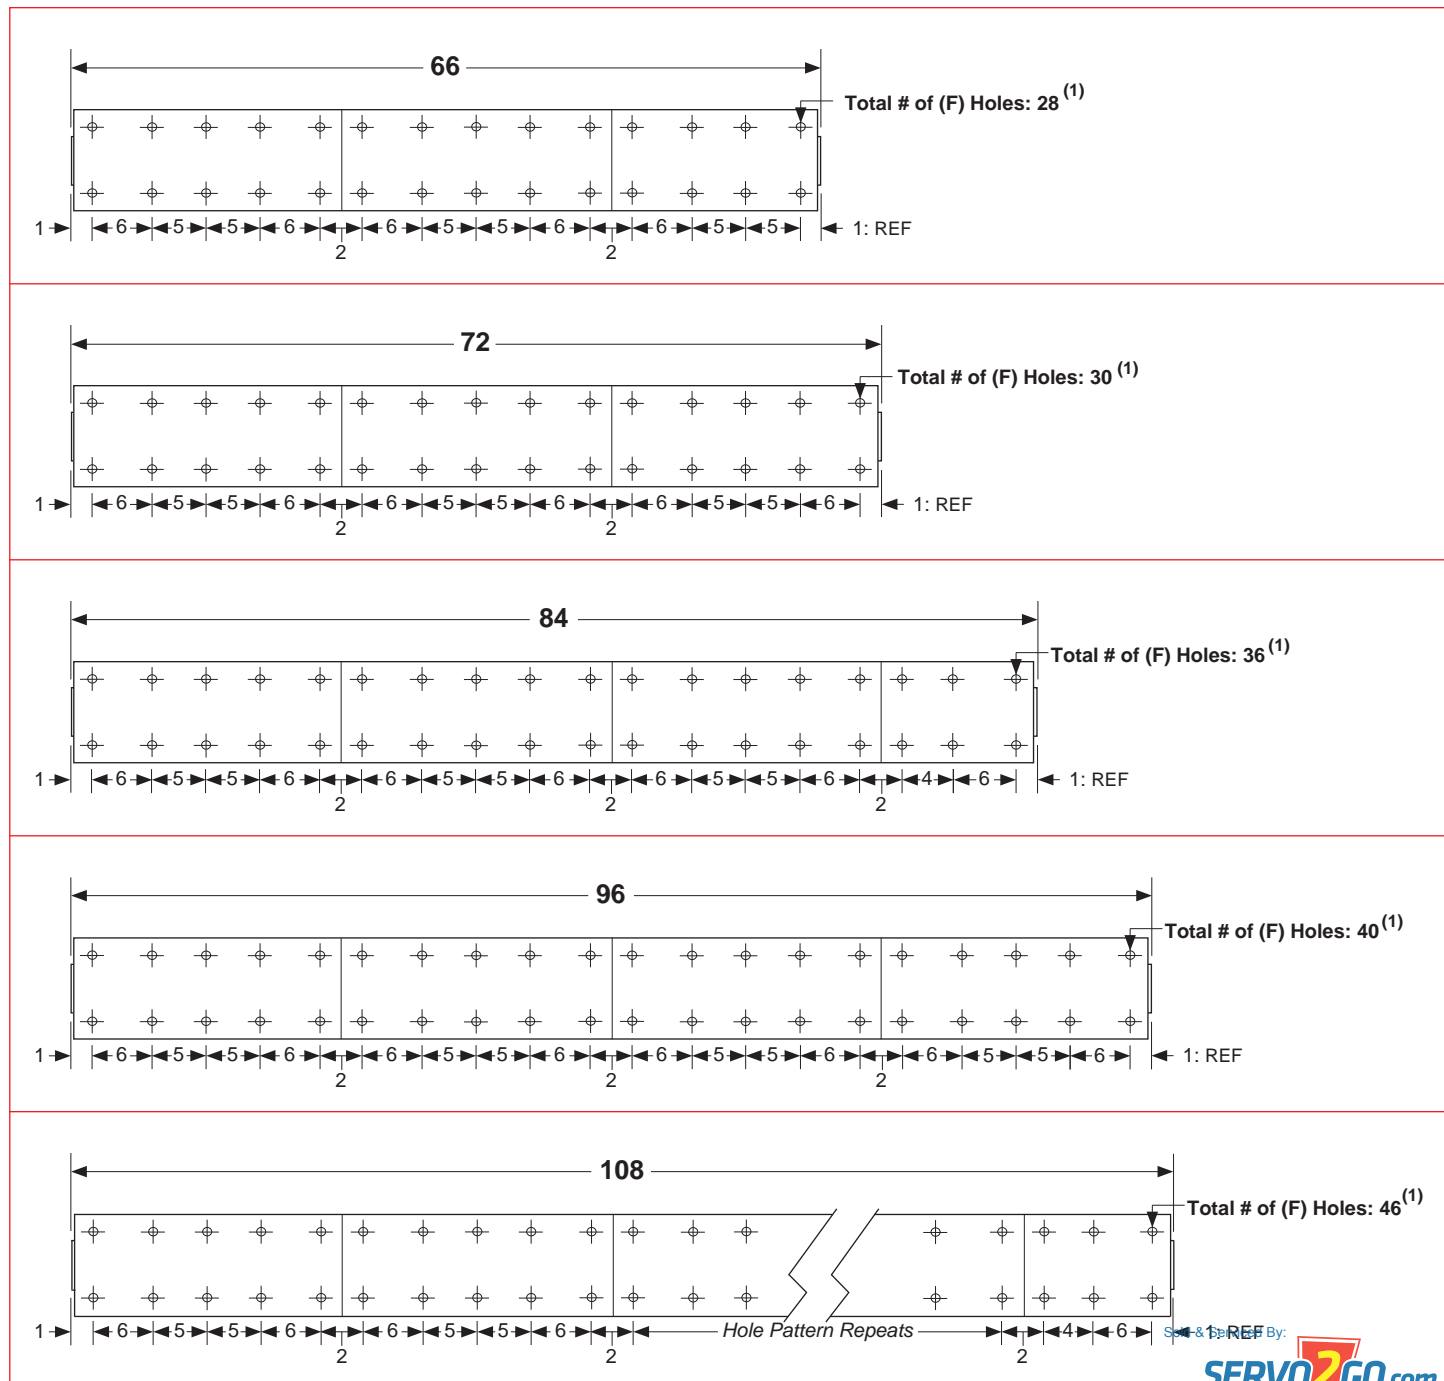 66
Total # of (F) Holes: 28 (1)
1 6 5 5 6 6 5 5 6 6 5 5 1: REF
2 2
72
Total # of (F) Holes: 30 (1)
1 6 5 5 6 6 5 5 6 6 5 5 6 1: REF
2 2
84
Total # of (F) Holes: 36 (1)
1 6 5 5 6 6 5 5 6 6 5 5 6 4 6 1: REF
2 2 2
96
Total # of (F) Holes: 40 (1)
1 6 5 5 6 6 5 5 6 6 5 5 6 6 5 5 6 1: REF
2 2 2
108
Total # of (F) Holes: 46 (1)
1 6 5 5 6 6 5 5 6 Hole Pattern Repeats 4 6 1: REF
2 2 2
Sold & Serviced By:
SERVO2GO.com